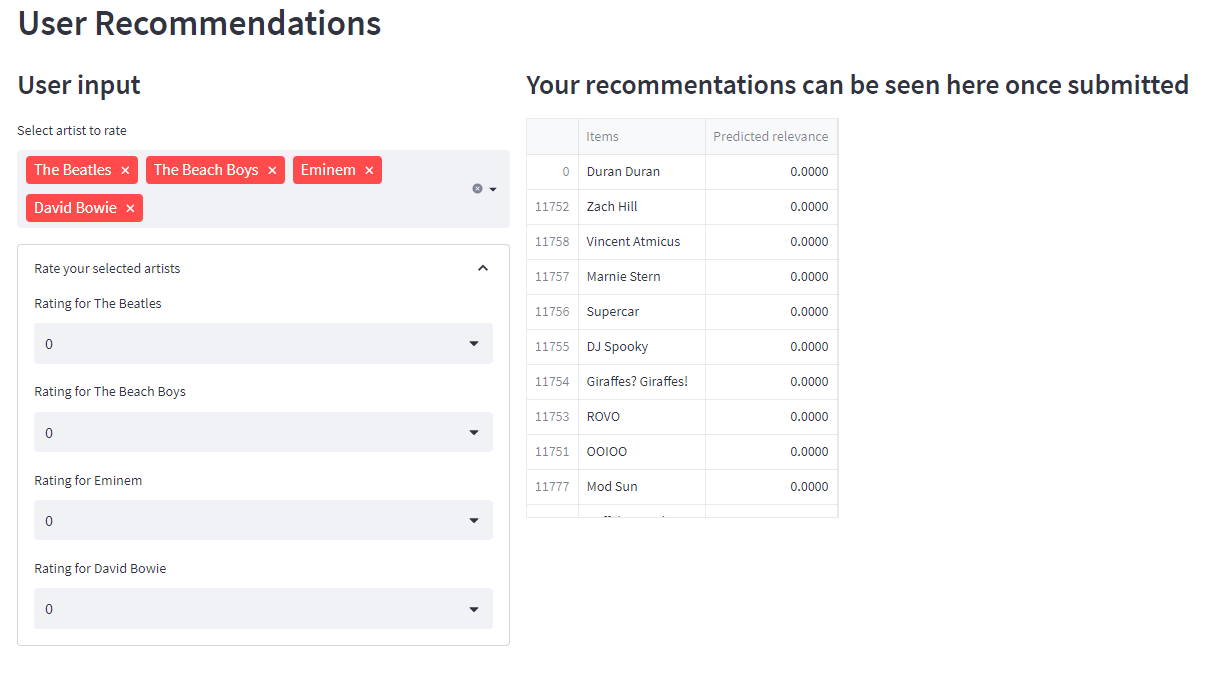 User Recommendations
User input
Select artist to rate
The Beatles × The Beach Boys × Eminem ×
David Bowie ×
Rate your selected artists
Rating for The Beatles
0
Rating for The Beach Boys
0
Rating for Eminem
0
Rating for David Bowie
0
Your recommentations can be seen here once submitted
Items Predicted relevance
0 Duran Duran 0.0000
11752 Zach Hill 0.0000
11758 Vincent Atmicus 0.0000
11757 Marnie Stern 0.0000
11756 Supercar 0.0000
11755 DJ Spooky 0.0000
11754 Giraffes? Giraffes! 0.0000
11753 ROVO 0.0000
11751 OOIOO 0.0000
11777 Mod Sun 0.0000